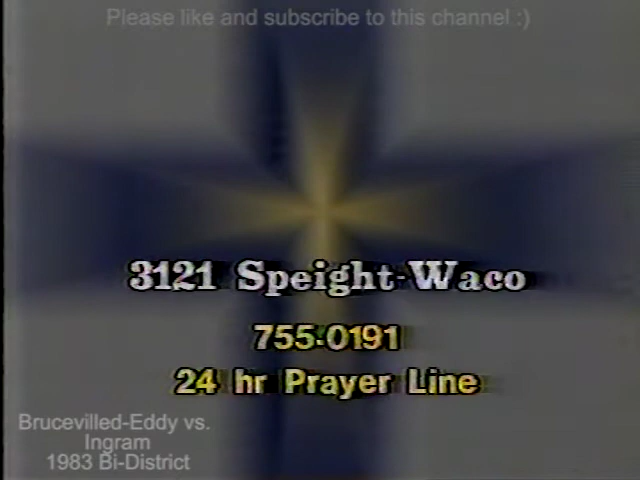 Please like and subscribe to this channel :)
3121 Speight-Waco
755-0191
24 hr Prayer Line
Brucevilled-Eddy vs.
Ingram
1983 Bi-District